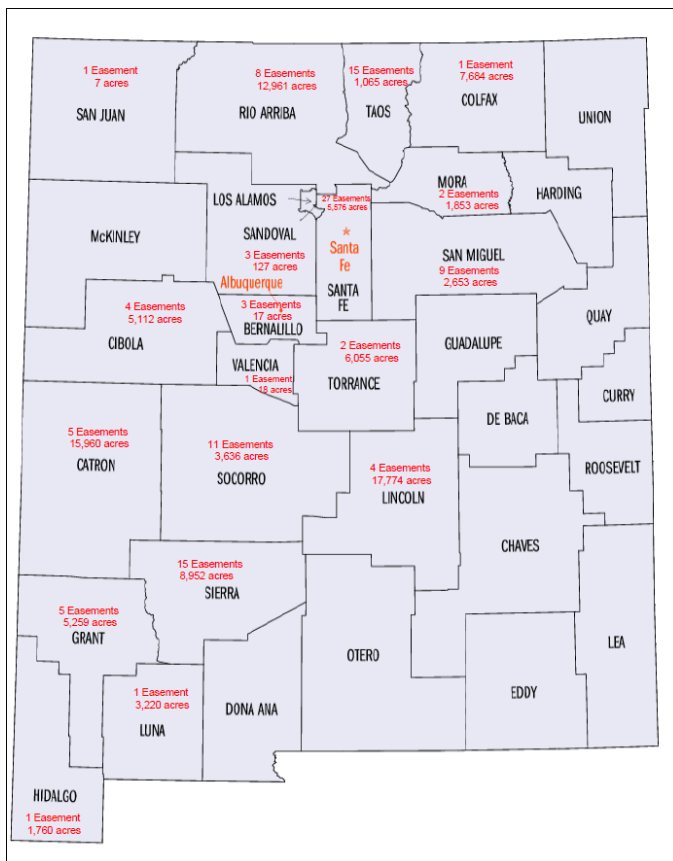 1 Easement
7 acres
SAN JUAN
8 Easements
12,961 acres
RIO ARRIBA
15 Easements
1,065 acres
TAOS
1 Easement
7,684 acres
COLFAX
UNION
MORA
2 Easements
1,853 acres
HARDING
LOS ALAMOS
27 Easements
5,576 acres
McKINLEY
SANDOVAL
3 Easements
127 acres
*
Santa
Fe
SANTA
FE
SAN MIGUEL
9 Easements
2,653 acres
Albuquerque
3 Easements
17 acres
BERNALILLO
4 Easements
5,112 acres
CIBOLA
QUAY
GUADALUPE
VALENCIA
1 Easement
18 acres
2 Easements
6,055 acres
TORRANCE
CURRY
DE BACA
5 Easements
15,960 acres
CATRON
11 Easements
3,636 acres
SOCORRO
4 Easements
17,774 acres
LINCOLN
ROOSEVELT
CHAVES
15 Easements
8,952 acres
SIERRA
5 Easements
5,259 acres
GRANT
OTERO
LEA
1 Easement
3,220 acres
LUNA
DONA ANA
EDDY
HIDALGO
1 Easement
1,760 acres